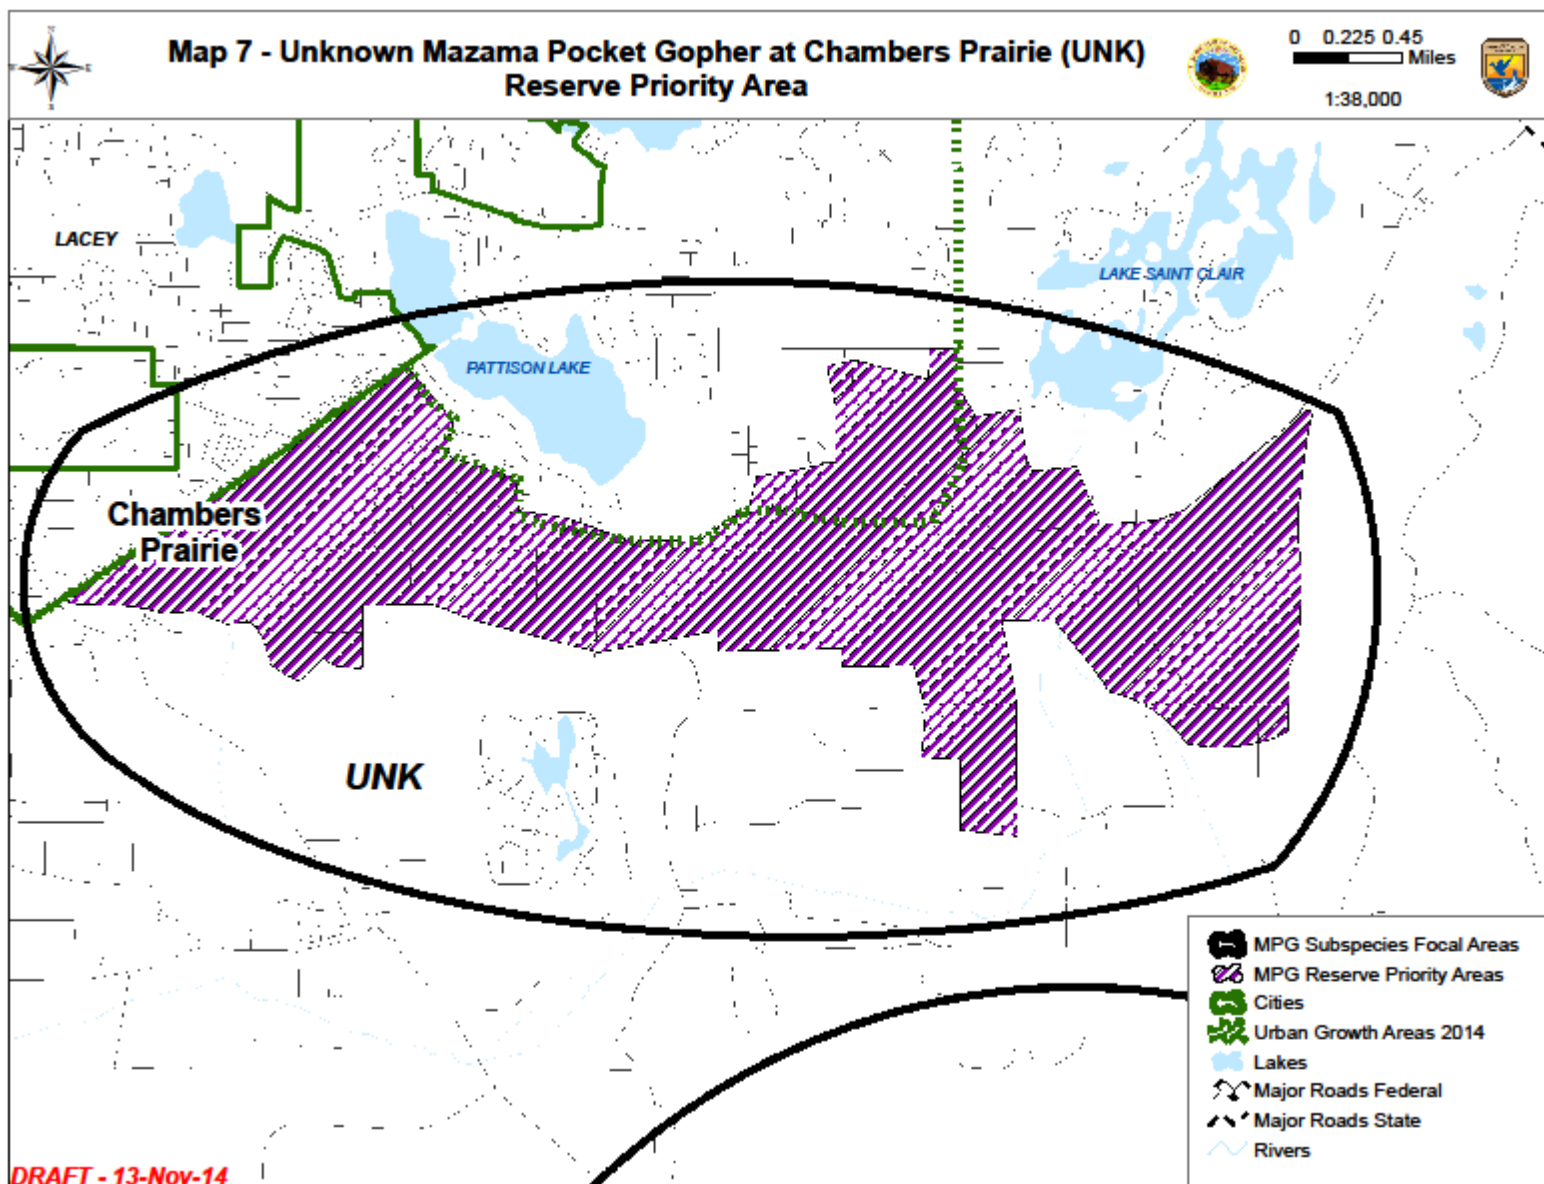 Map 7 - Unknown Mazama Pocket Gopher at Chambers Prairie (UNK)
Reserve Priority Area
0 0.225 0.45
Miles
1:38,000
LACEY
LAKE SAINT CLAIR
PATTISON LAKE
Chambers
Prairie
UNK
MPG Subspecies Focal Areas
MPG Reserve Priority Areas
Cities
Urban Growth Areas 2014
Lakes
Major Roads Federal
Major Roads State
Rivers
DRAFT - 13-Nov-14